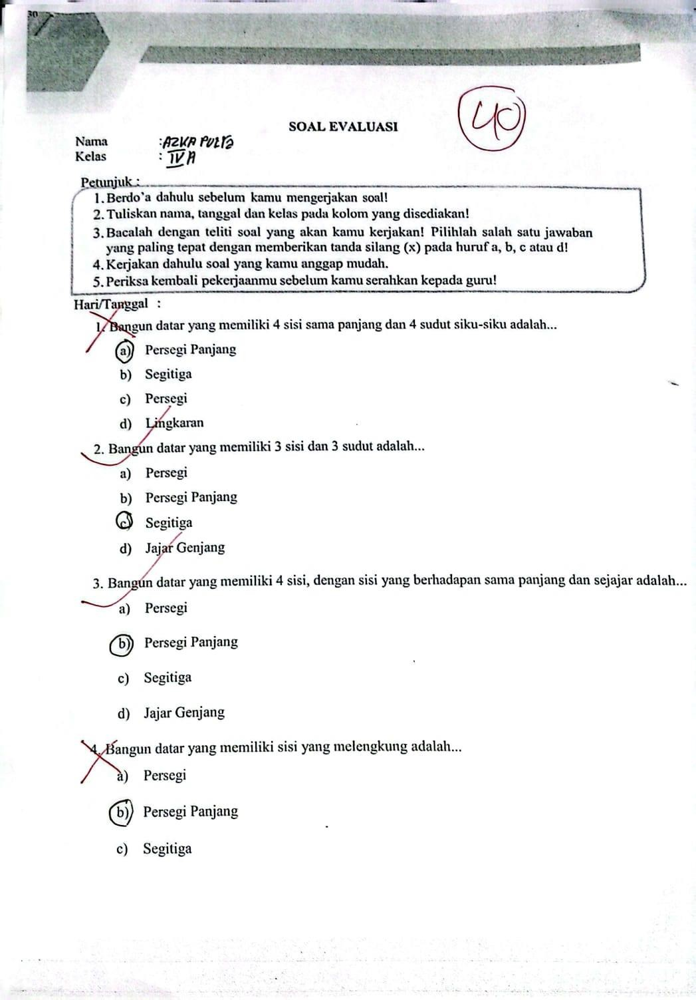 30
40
SOAL EVALUASI
Nama :AZKA PUTRA
Kelas : IV A
Petunjuk :
1. Berdo'a dahulu sebelum kamu mengerjakan soal!
2. Tuliskan nama, tanggal dan kelas pada kolom yang disediakan!
3. Bacalah dengan teliti soal yang akan kamu kerjakan! Pilihlah salah satu jawaban
yang paling tepat dengan memberikan tanda silang (x) pada huruf a, b, c atau d!
4. Kerjakan dahulu soal yang kamu anggap mudah.
5. Periksa kembali pekerjaanmu sebelum kamu serahkan kepada guru!
Hari/Tanggal :
1. Bangun datar yang memiliki 4 sisi sama panjang dan 4 sudut siku-siku adalah...
a) Persegi Panjang
b) Segitiga
c) Persegi
d) Lingkaran
2. Bangun datar yang memiliki 3 sisi dan 3 sudut adalah...
a) Persegi
b) Persegi Panjang
c) Segitiga
d) Jajar Genjang
3. Bangun datar yang memiliki 4 sisi, dengan sisi yang berhadapan sama panjang dan sejajar adalah...
a) Persegi
b) Persegi Panjang
c) Segitiga
d) Jajar Genjang
4. Bangun datar yang memiliki sisi yang melengkung adalah...
a) Persegi
b) Persegi Panjang
c) Segitiga